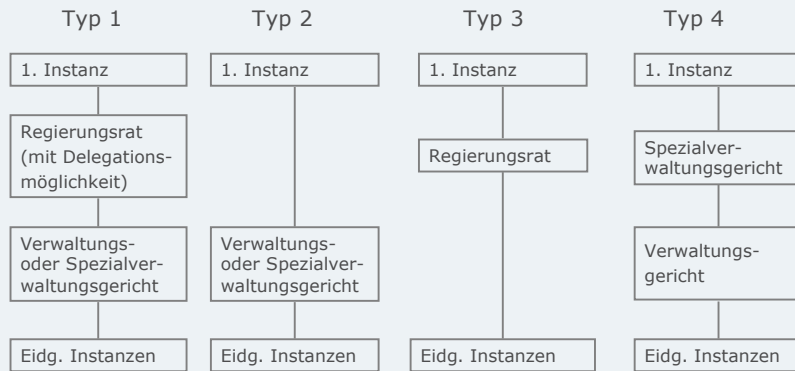 Typ 1
1. Instanz
Regierungsrat
(mit Delegations-
möglichkeit)
Verwaltungs-
oder Spezialver-
waltungsgericht
Eidg. Instanzen
Typ 2
1. Instanz
Verwaltungs-
oder Spezialver-
waltungsgericht
Eidg. Instanzen
Typ 3
1. Instanz
Regierungsrat
Eidg. Instanzen
Typ 4
1. Instanz
Spezialver-
waltungsgericht
Verwaltungs-
gericht
Eidg. Instanzen